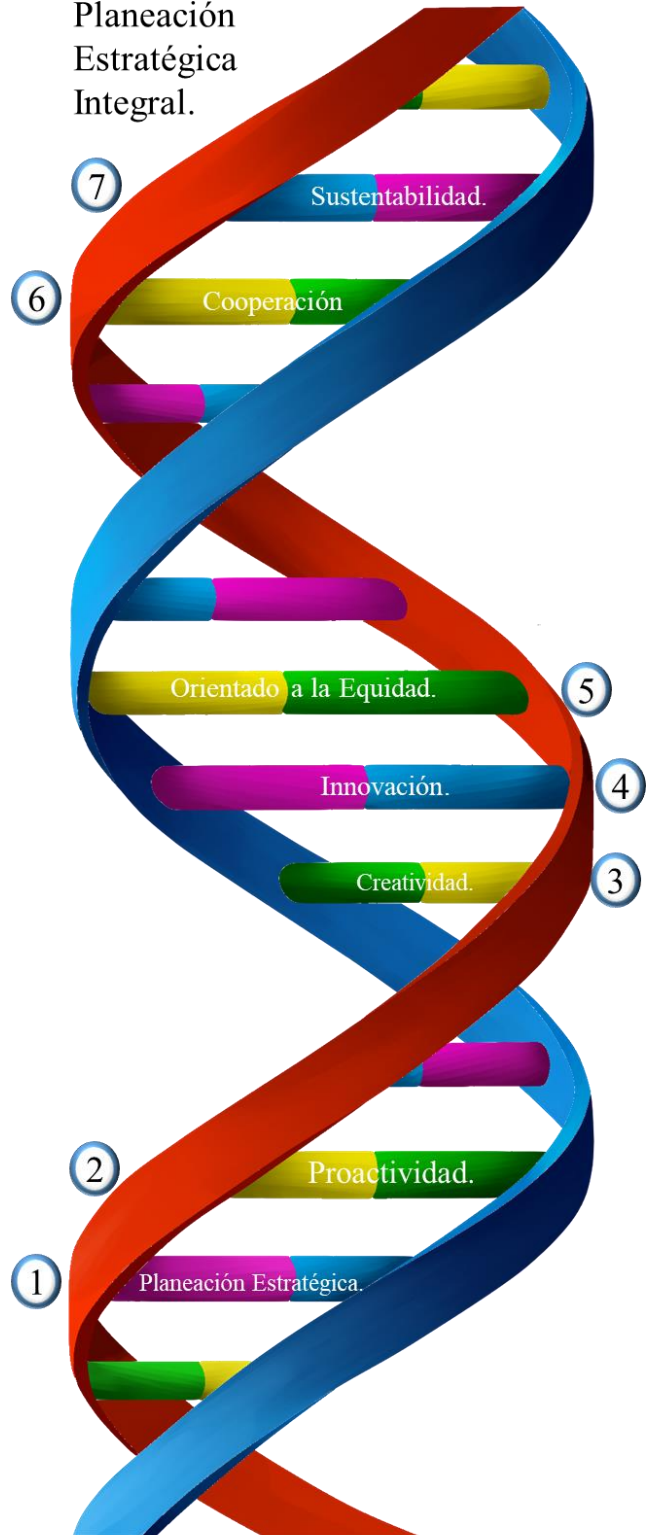 Planeación
Estratégica
Integral.
7
Sustentabilidad.
6
Cooperación
Orientado a la Equidad.
5
Innovación.
4
Creatividad.
3
2
Proactividad.
1
Planeación Estratégica.